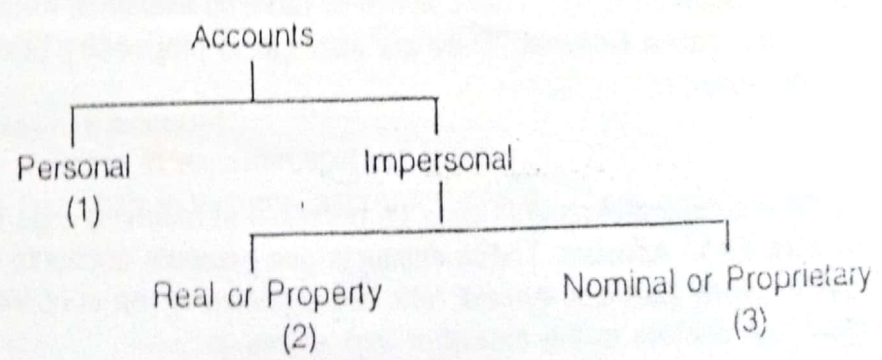 Accounts
Personal
(1)
Impersonal
Real or Property
(2)
Nominal or Proprietary
(3)